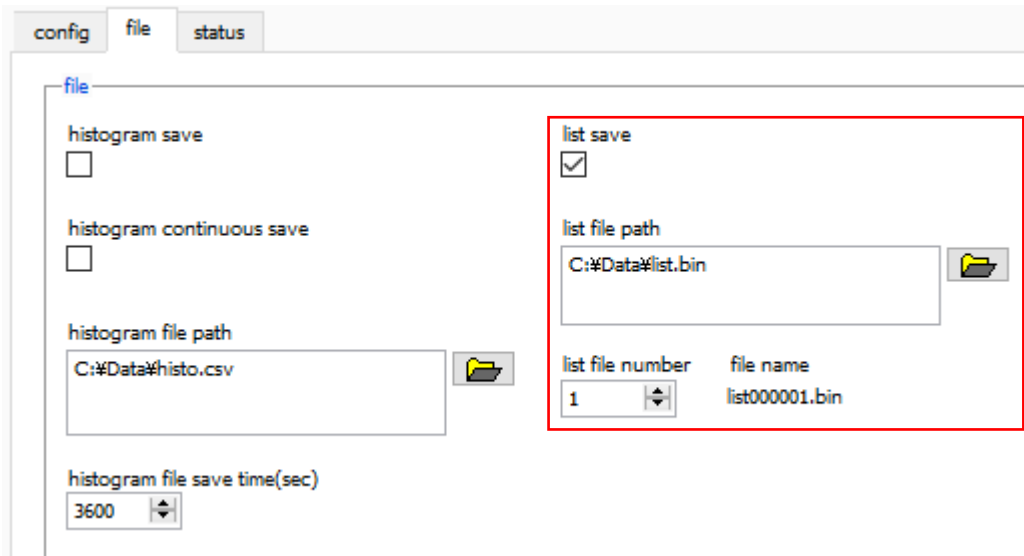 config file status
file
histogram save
histogram continuous save
histogram file path
C:¥Data¥histo.csv
histogram file save time(sec)
3600
list save
list file path
C:¥Data¥list.bin
list file number file name
1 list000001.bin